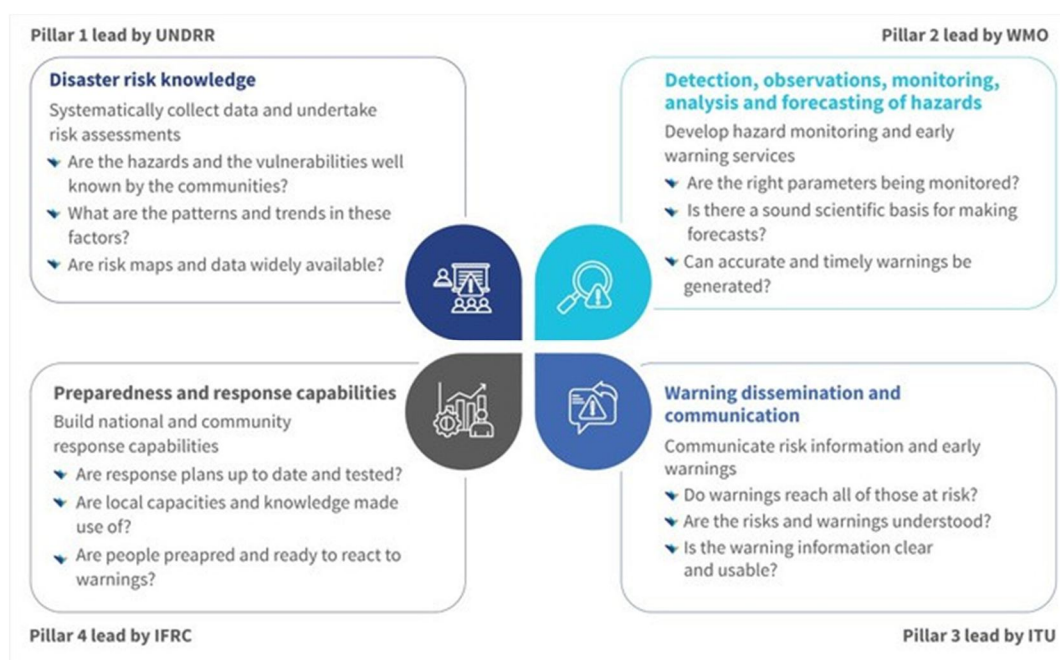 Pillar 1 lead by UNDRR
Disaster risk knowledge
Systematically collect data and undertake
risk assessments
Are the hazards and the vulnerabilities well
known by the communities?
What are the patterns and trends in these
factors?
Are risk maps and data widely available?
Pillar 2 lead by WMO
Detection, observations, monitoring,
analysis and forecasting of hazards
Develop hazard monitoring and early
warning services
Are the right parameters being monitored?
Is there a sound scientific basis for making
forecasts?
Can accurate and timely warnings be
generated?
Preparedness and response capabilities
Build national and community
response capabilities
Are response plans up to date and tested?
Are local capacities and knowledge made
use of?
Are people preapred and ready to react to
warnings?
Pillar 4 lead by IFRC
Warning dissemination and
communication
Communicate risk information and early
warnings
Do warnings reach all of those at risk?
Are the risks and warnings understood?
Is the warning information clear
and usable?
Pillar 3 lead by ITU